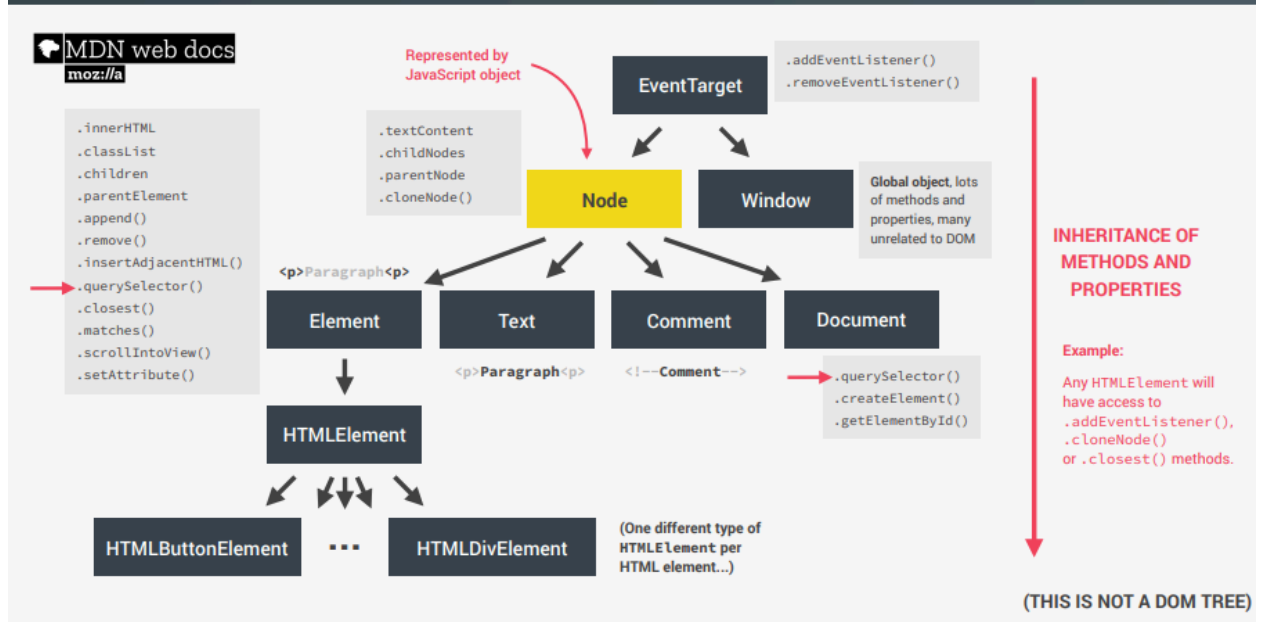 MDN web docs
moz://a
Represented by
JavaScript object
EventTarget
.addEventListener()
.removeEventListener()
.innerHTML
.classList
.children
.parentElement
.append()
.remove()
.insertAdjacentHTML()
.querySelector()
.closest()
.matches()
.scrollIntoView()
.setAttribute()
.textContent
.childNodes
.parentNode
.cloneNode()
Node
Window
Global object, lots
of methods and
properties, many
unrelated to DOM
<p>Paragraph<p>
Element
Text
Comment
Document
<p>Paragraph<p>
<!--Comment-->
.querySelector()
.createElement()
.getElementById()
HTMLElement
HTMLButtonElement
...
HTMLDivElement
(One different type of
HTMLElement per
HTML element...)
INHERITANCE OF
METHODS AND
PROPERTIES
Example:
Any HTMLElement will
have access to
.addEventListener(),
.cloneNode()
or .closest() methods.
(THIS IS NOT A DOM TREE)